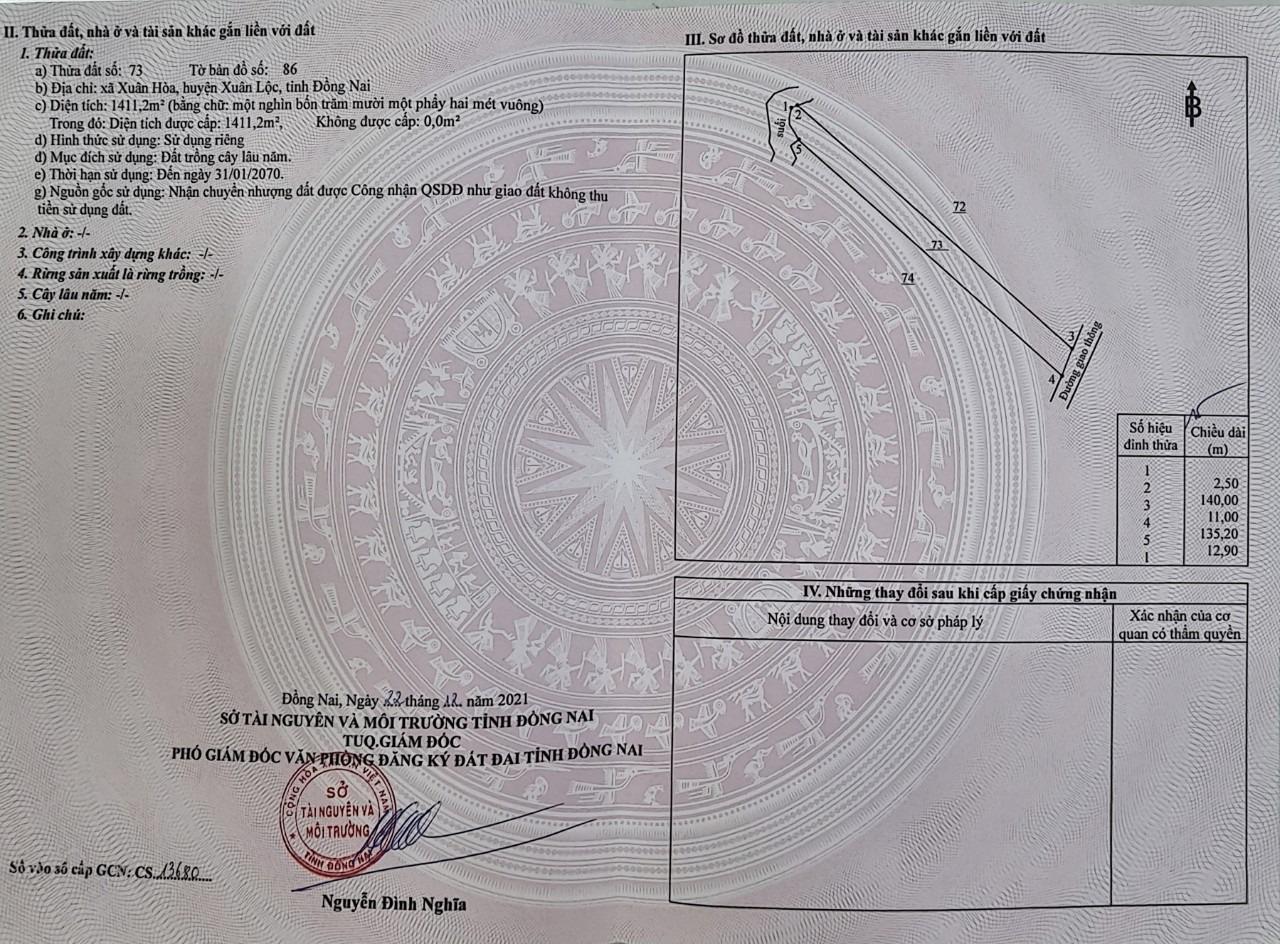 II. Thửa đất, nhà ở và tài sản khác gắn liền với đất
1. Thửa đất:
a) Thửa đất số: 73 Tờ bản đồ số: 86
b) Địa chỉ: xã Xuân Hòa, huyện Xuân Lộc, tỉnh Đồng Nai
c) Diện tích: 1411,2m² (bằng chữ: một nghìn bốn trăm mười một phẩy hai mét vuông)
Trong đó: Diện tích được cấp: 1411,2m², Không được cấp: 0,0m²
d) Hình thức sử dụng: Sử dụng riêng
đ) Mục đích sử dụng: Đất trồng cây lâu năm.
e) Thời hạn sử dụng: Đến ngày 31/01/2070.
g) Nguồn gốc sử dụng: Nhận chuyển nhượng đất được Công nhận QSDĐ như giao đất không thu
tiền sử dụng đất.
2. Nhà ở: -/-
3. Công trình xây dựng khác: -/-
4. Rừng sản xuất là rừng trồng: -/-
5. Cây lâu năm: -/-
6. Ghi chú:
Đồng Nai, Ngày 22 tháng 12 năm 2021
SỞ TÀI NGUYÊN VÀ MÔI TRƯỜNG TỈNH ĐỒNG NAI
TUQ.GIÁM ĐỐC
PHÓ GIÁM ĐỐC VĂN PHÒNG ĐĂNG KÝ ĐẤT ĐAI TỈNH ĐỒNG NAI
CỘNG HÒA VIỆT NAM
SỞ
TÀI NGUYÊN VÀ
MÔI TRƯỜNG
TỈNH ĐỒNG NAI
Số vào sổ cấp GCN: CS.13680
Nguyễn Đình Nghĩa
III. Sơ đồ thửa đất, nhà ở và tài sản khác gắn liền với đất
B
1
2
suối
5
72
73
74
3
4
Đường giao thông
Số hiệu đỉnh thửa
Chiều dài (m)
1
2,50
2
140,00
3
11,00
4
135,20
5
12,90
1
IV. Những thay đổi sau khi cấp giấy chứng nhận
Nội dung thay đổi và cơ sở pháp lý
Xác nhận của cơ
quan có thẩm quyền